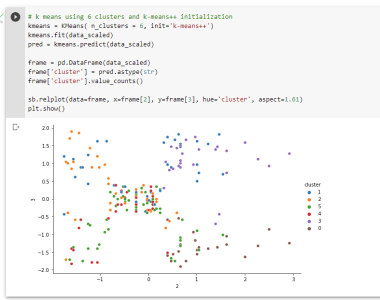 # k means using 6 clusters and k-means++ initialization
kmeans = KMeans( n_clusters = 6, init='k-means++')
kmeans.fit(data_scaled)
pred = kmeans.predict(data_scaled)
frame = pd.DataFrame(data_scaled)
frame['cluster'] = pred.astype(str)
frame['cluster'].value_counts()
sb.relplot(data=frame, x=frame[2], y=frame[3], hue='cluster', aspect=1.61)
plt.show()
2.0
1.5
1.0
0.5
0.0
−0.5
−1.0
−1.5
−2.0
3
−1
0
1
2
3
2
cluster
1
2
5
4
3
0